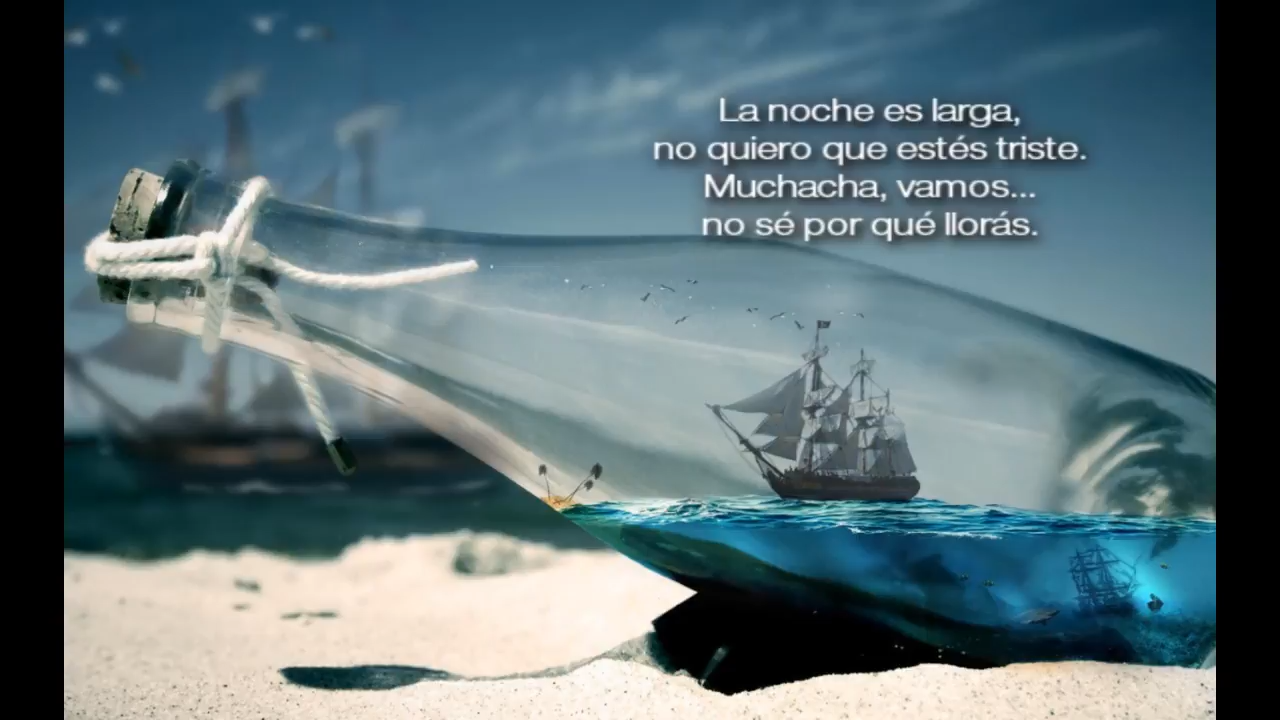 La noche es larga,
no quiero que estés triste.
Muchacha, vamos...
no sé por qué llorás.